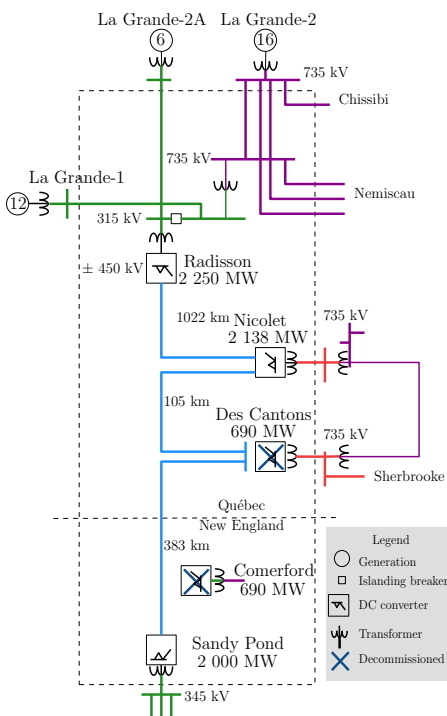 La Grande-2A
La Grande-2
6
16
735 kV
Chissibi
735 kV
La Grande-1
Nemiscau
12
315 kV
± 450 kV
Radisson
2 250 MW
1022 km
Nicolet
2 138 MW
735 kV
105 km
Des Cantons
690 MW
735 kV
Sherbrooke
Québec
New England
383 km
Comerford
690 MW
Sandy Pond
2 000 MW
345 kV
Legend
Generation
Islanding breaker
DC converter
Transformer
Decommissioned